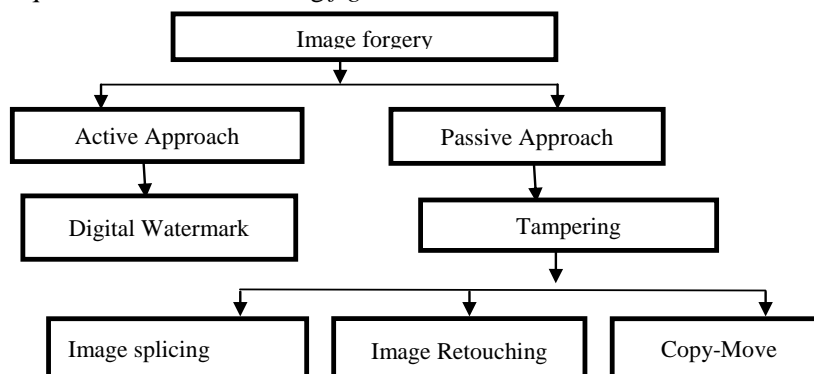 Image forgery
Active Approach
Passive Approach
Digital Watermark
Tampering
Image splicing
Image Retouching
Copy-Move